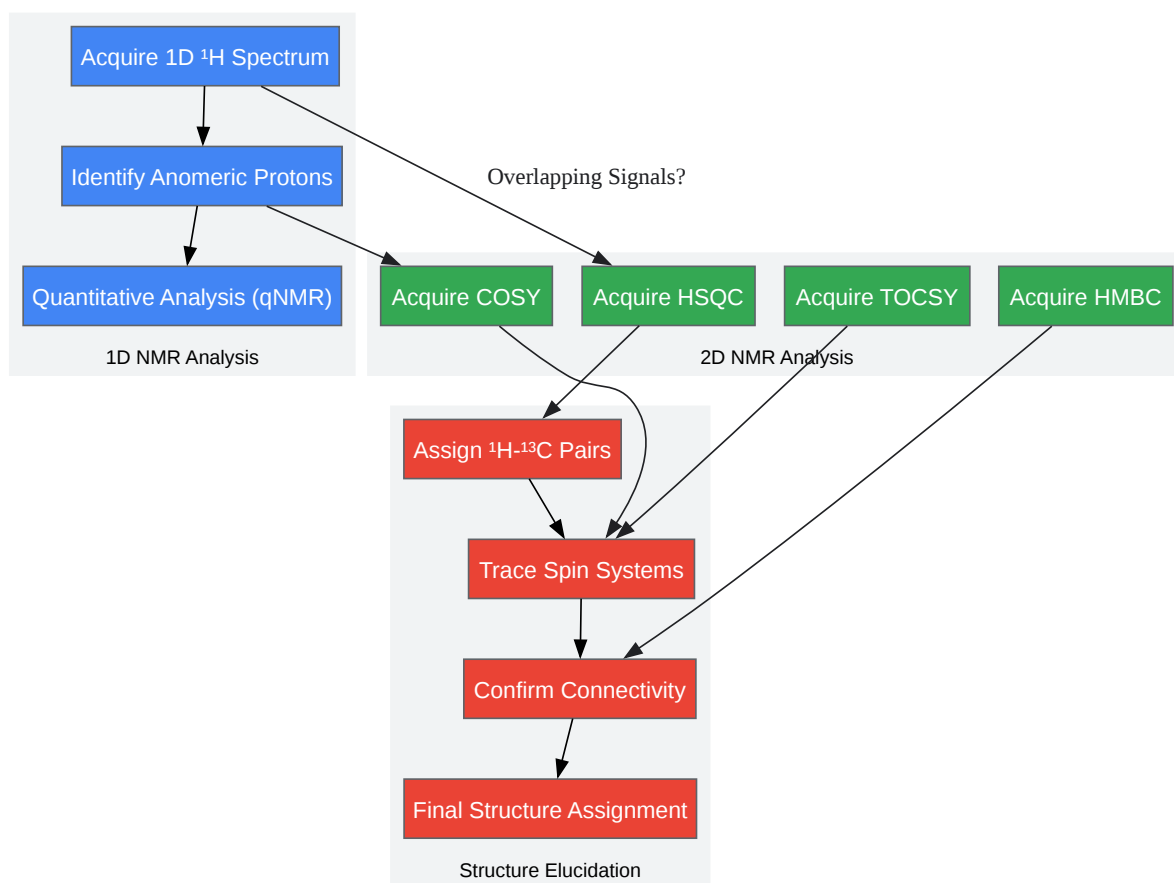 Acquire 1D ¹H Spectrum
Identify Anomeric Protons
Overlapping Signals?
Quantitative Analysis (qNMR)
Acquire COSY
Acquire HSQC
Acquire TOCSY
Acquire HMBC
1D NMR Analysis
2D NMR Analysis
Assign ¹H-¹³C Pairs
Trace Spin Systems
Confirm Connectivity
Final Structure Assignment
Structure Elucidation